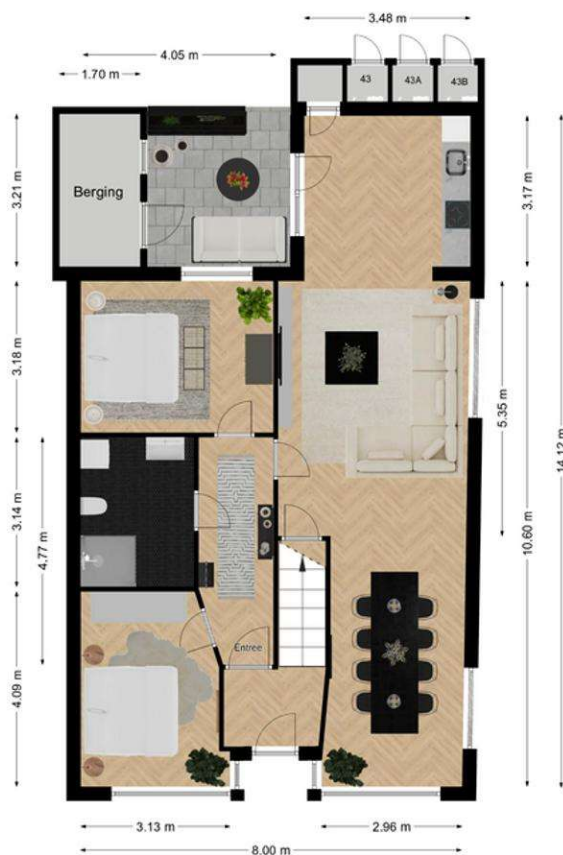 3.48 m
4.05 m
1.70 m
43
43A
43B
3.21 m
Berging
3.17 m
3.18 m
5.35 m
14.12 m
3.14 m
4.77 m
10.60 m
4.09 m
Entree
3.13 m
2.96 m
8.00 m